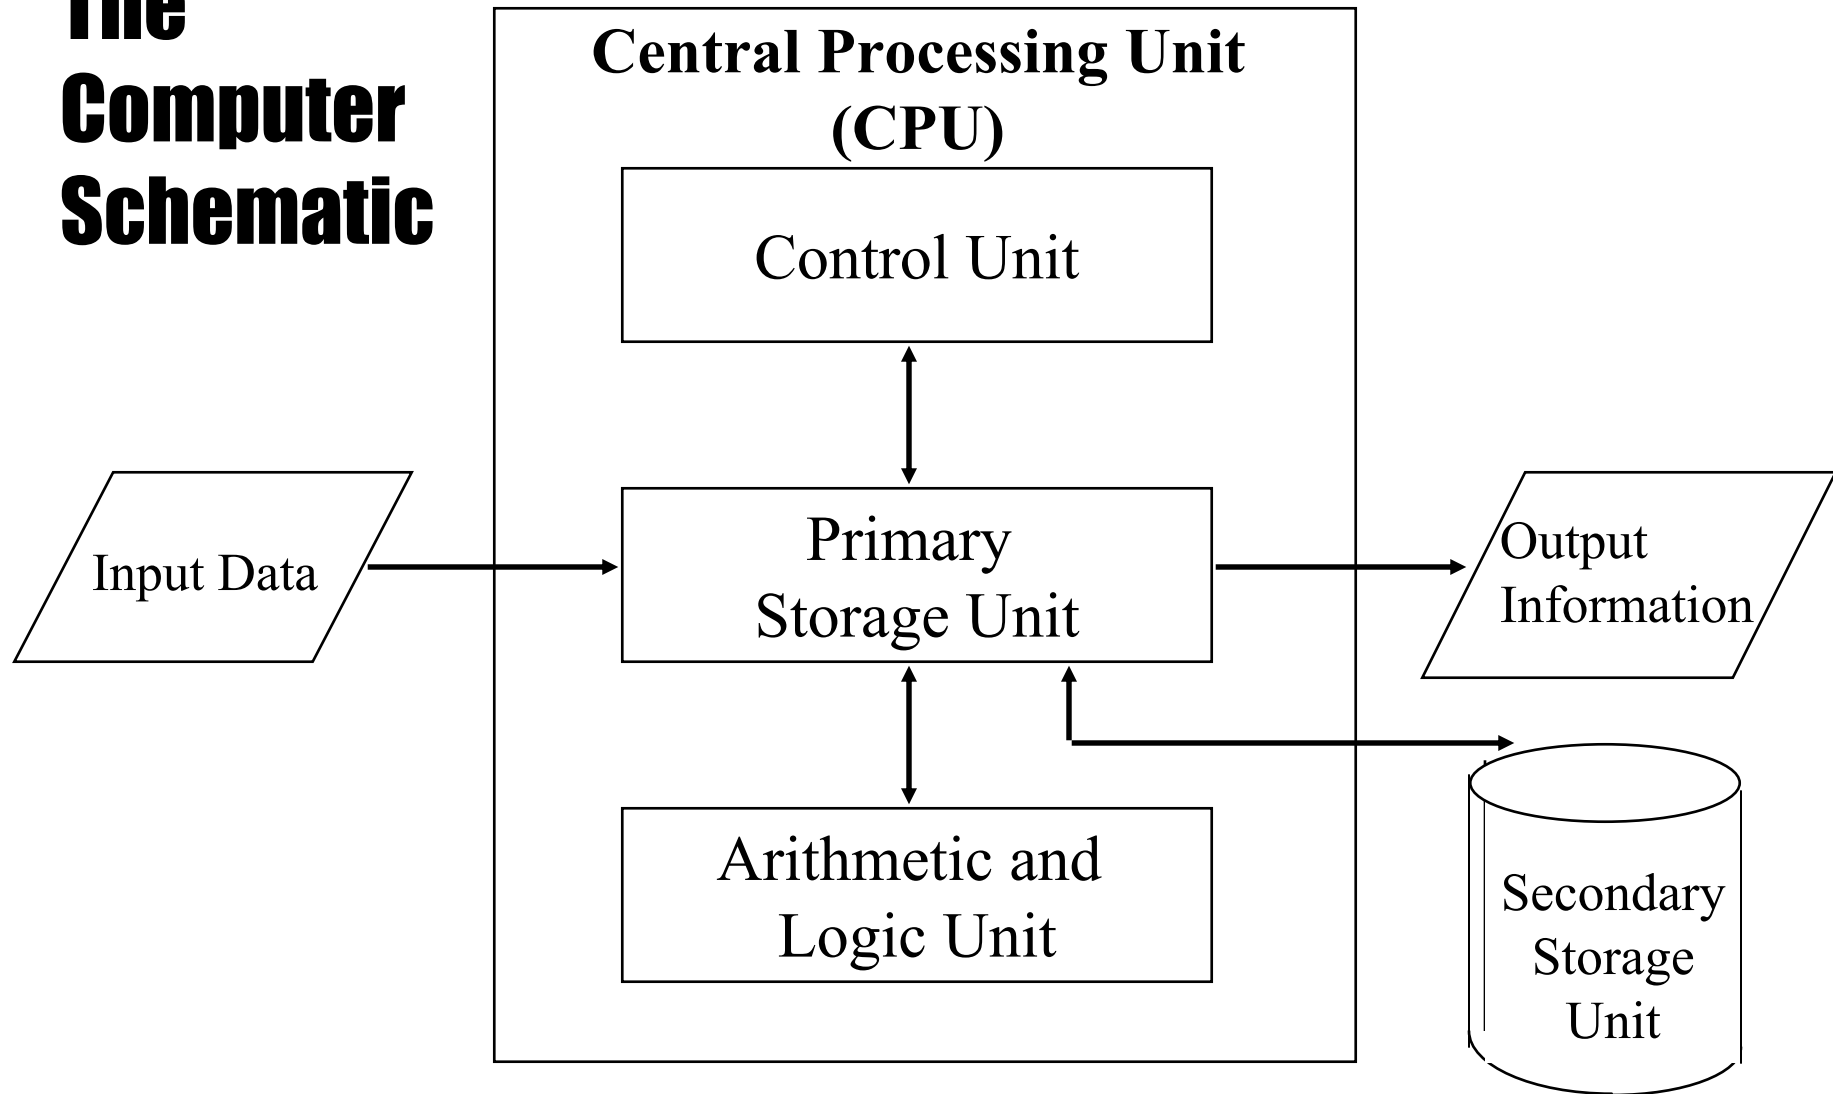 The
Computer
Schematic
Central Processing Unit
(CPU)
Control Unit
Input Data
Primary
Storage Unit
Output
Information
Arithmetic and
Logic Unit
Secondary
Storage
Unit